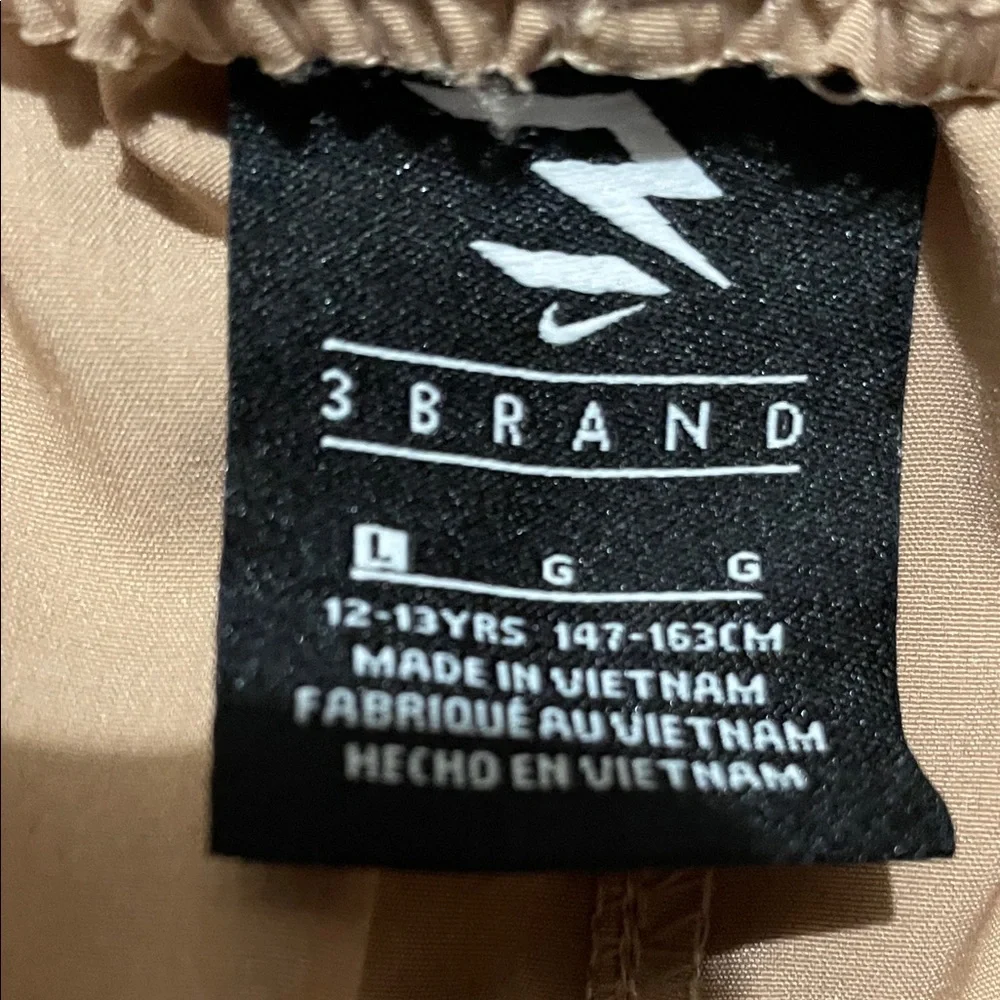 3 BRAND
L G G
12-13YRS 147-163CM
MADE IN VIETNAM
FABRIQUÉ AU VIETNAM
HECHO EN VIETNAM